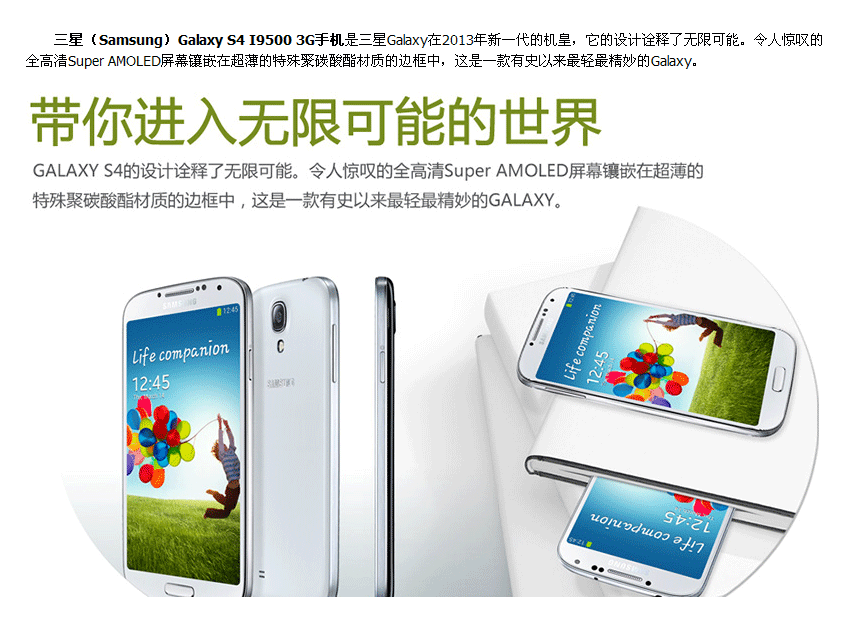 三星（Samsung）Galaxy S4 I9500 3G手机是三星Galaxy在2013年新一代的机皇，它的设计诠释了无限可能。令人惊叹的
全高清Super AMOLED屏幕镶嵌在超薄的特殊聚碳酸酯材质的边框中，这是一款有史以来最轻最精妙的Galaxy。
带你进入无限可能的世界
GALAXY S4的设计诠释了无限可能。令人惊叹的全高清Super AMOLED屏幕镶嵌在超薄的
特殊聚碳酸酯材质的边框中，这是一款有史以来最轻最精妙的GALAXY。
SAMSUNG
12:45
Life companion
12:45
SAMSUNG
Life companion
12:45
Life companion
12:45